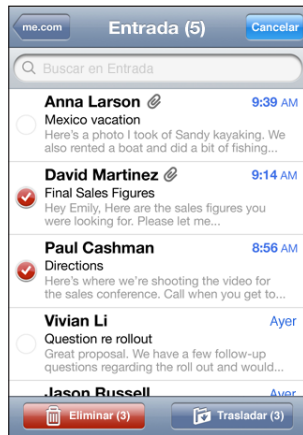 me.com
Entrada (5)
Cancelar
Buscar en Entrada
Anna Larson 9:39 AM
Mexico vacation
Here's a photo I took of Sandy kayaking. We
also rented a boat and did a bit of fishing...
David Martinez 9:14 AM
Final Sales Figures
Hey Emily, Here are the sales figures you
were looking for. Please let me...
Paul Cashman 8:56 AM
Directions
Here's where we're shooting the video for
the sales conference. Call when you get to...
Vivian Li Ayer
Question re rollout
Great proposal. We have a few follow-up
questions regarding the roll out and would...
Jason Russell Ayer
Eliminar (3)
Trasladar (3)